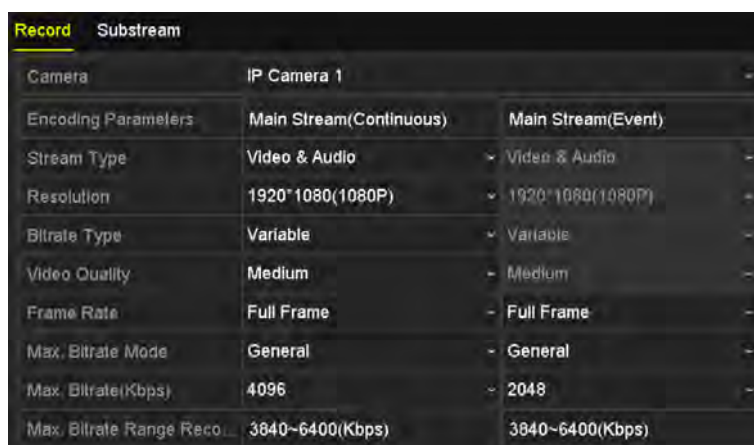 Record Substream
Camera IP Camera 1
Encoding Parameters Main Stream(Continuous) Main Stream(Event)
Stream Type Video & Audio Video & Audio
Resolution 1920*1080(1080P) 1920*1080(1080P)
Bitrate Type Variable Variable
Video Quality Medium Medium
Frame Rate Full Frame Full Frame
Max. Bitrate Mode General General
Max. Bitrate(Kbps) 4096 2048
Max. Bitrate Range Reco... 3840~6400(Kbps) 3840~6400(Kbps)